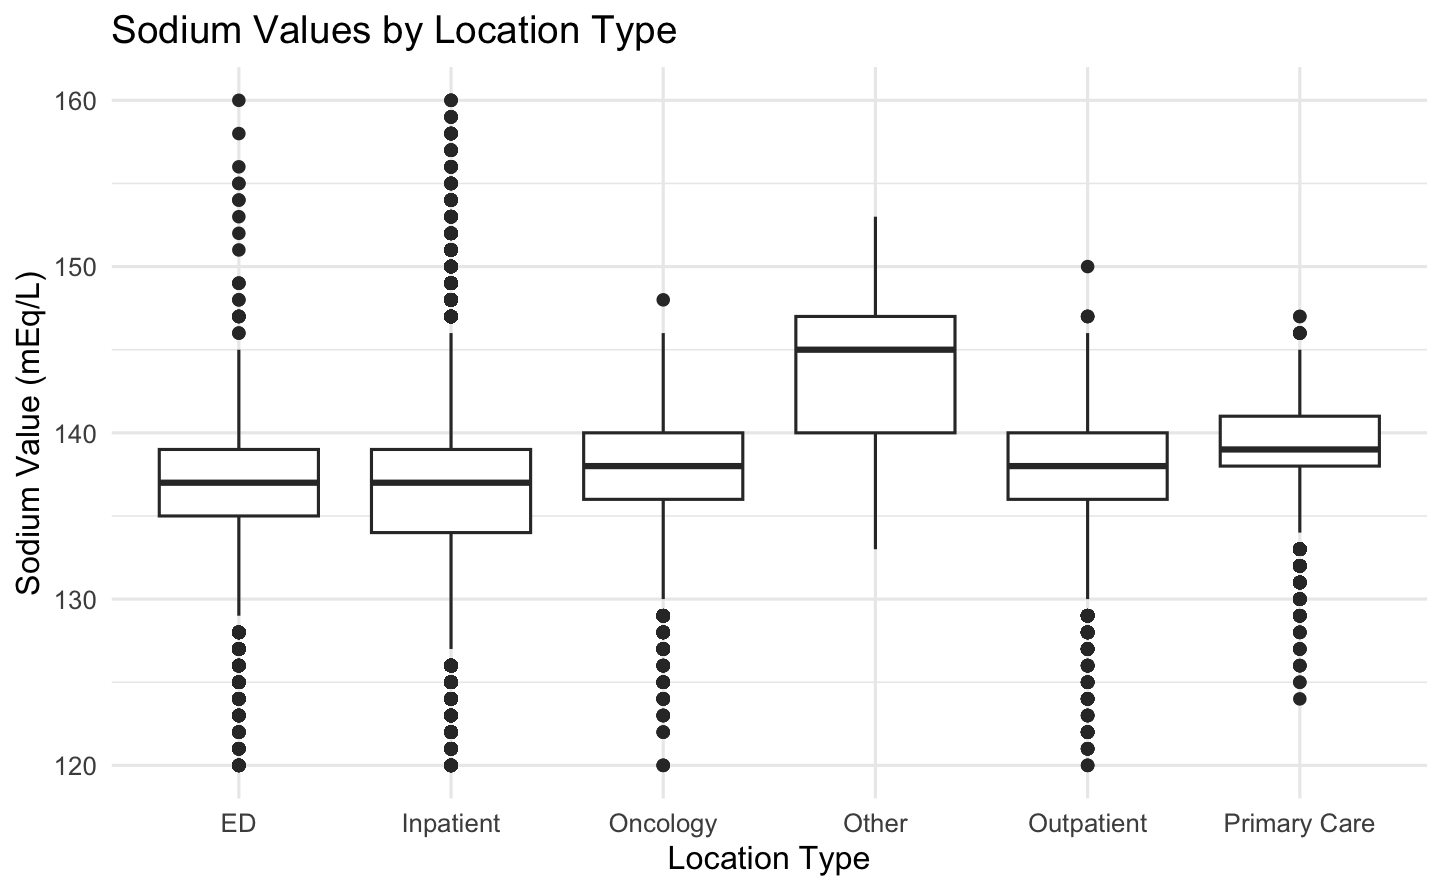 Sodium Values by Location Type
Sodium Value (mEq/L)
160
150
140
130
120
ED Inpatient Oncology Other Outpatient Primary Care
Location Type